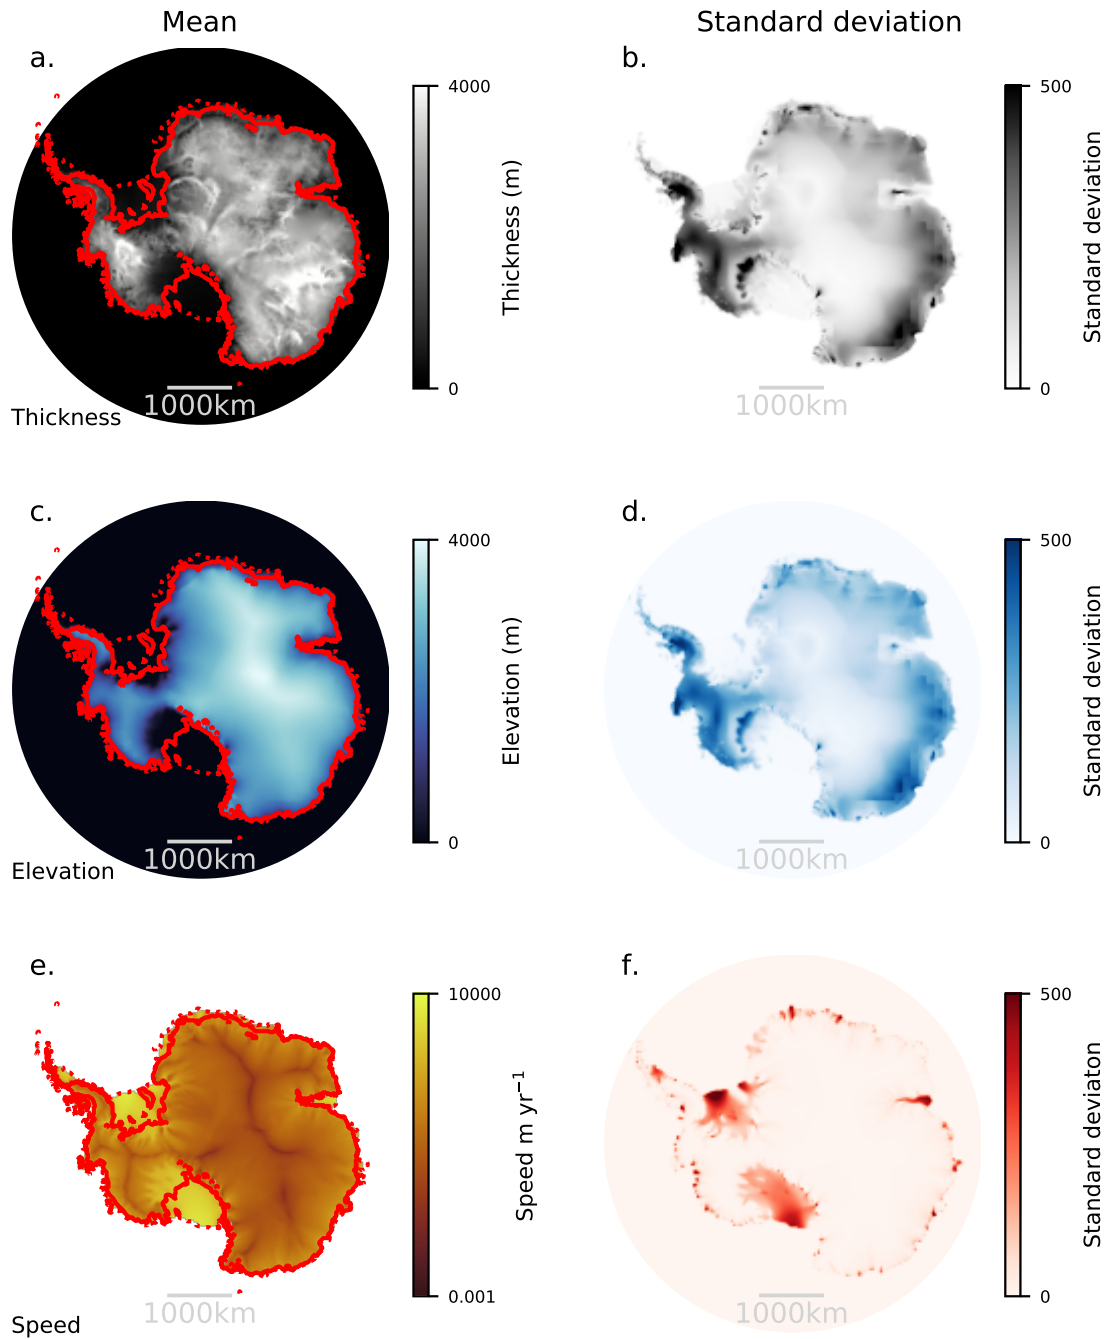 Mean
Standard deviation
a.
4000
0
Thickness (m)
1000km
Thickness
b.
500
0
Standard deviation
1000km
c.
4000
0
Elevation (m)
1000km
Elevation
d.
500
0
Standard deviation
1000km
e.
10000
0.001
Speed m yr⁻¹
1000km
Speed
f.
500
0
Standard deviaton
1000km